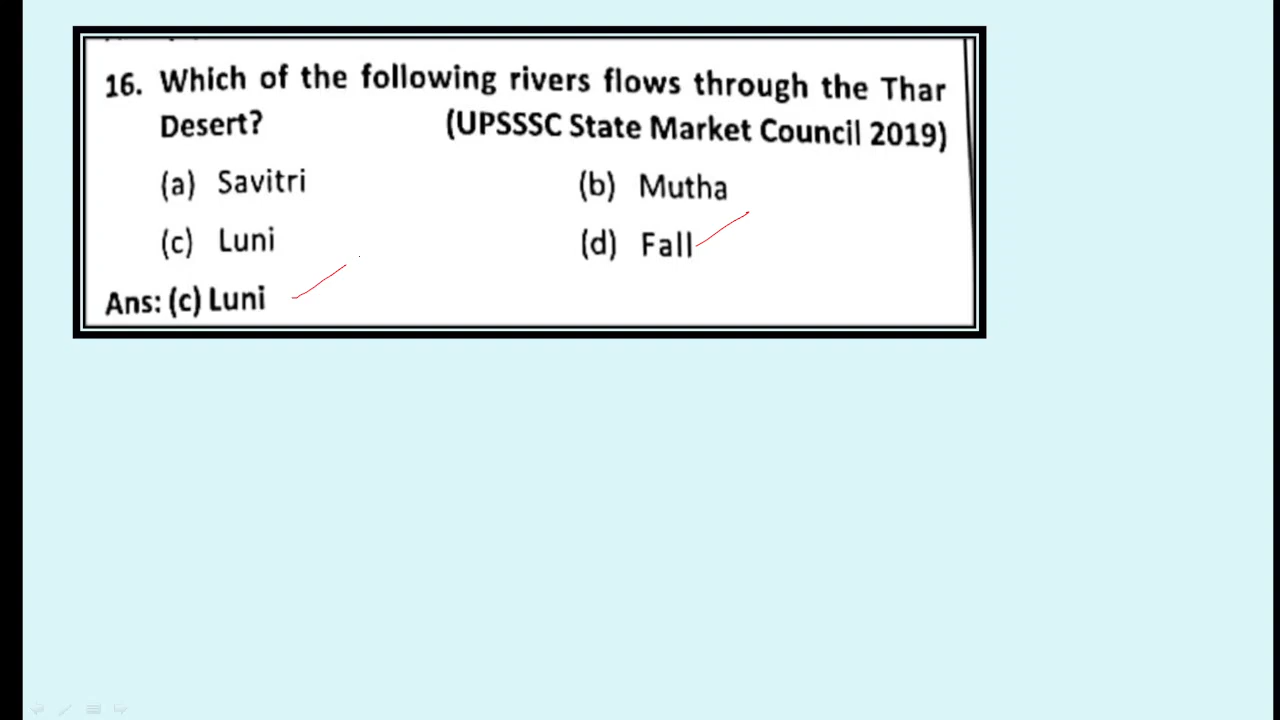 16. Which of the following rivers flows through the Thar
Desert? (UPSSSC State Market Council 2019)
(a) Savitri (b) Mutha
(c) Luni (d) Fall
Ans: (c) Luni